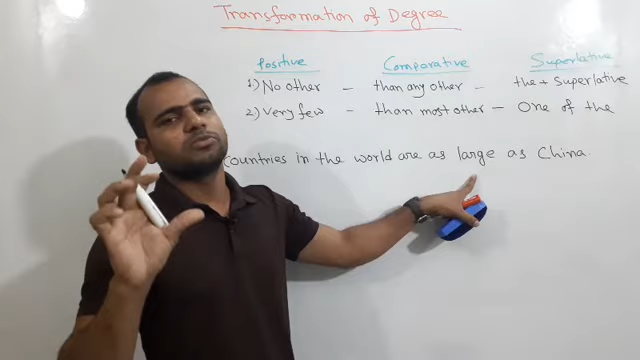 Transformation of Degree
Positive Comparative Superlative
1.) No other - than any other - the + Superlative
2) Very few - than most other - One of the
countries in the world are as large as China.